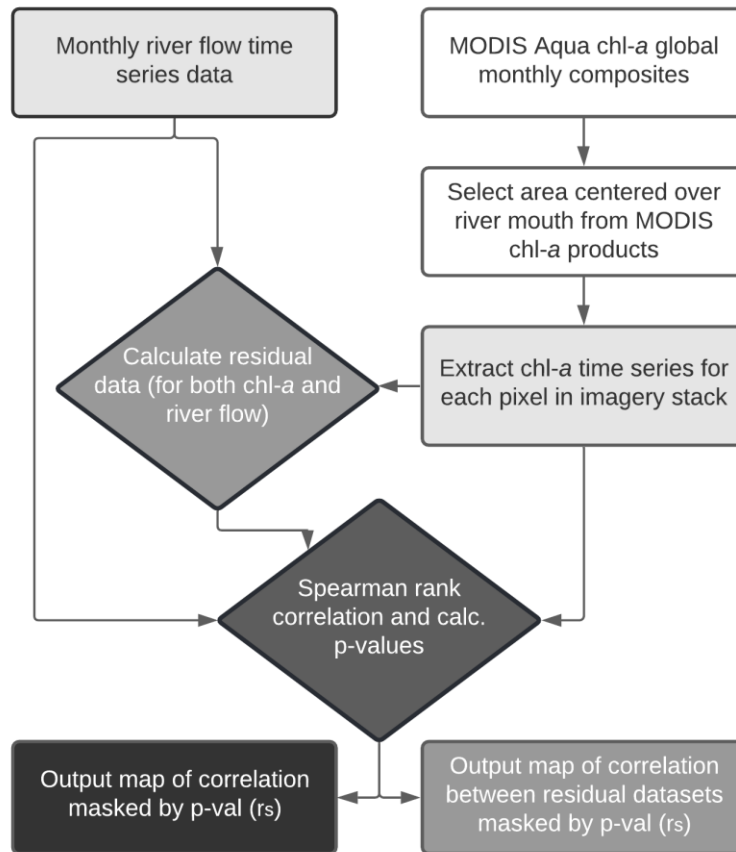 Monthly river flow time
series data
MODIS Aqua chl-a global
monthly composites
Select area centered over
river mouth from MODIS
chl-a products
Calculate residual
data (for both chl-a and
river flow)
Extract chl-a time series for
each pixel in imagery stack
Spearman rank
correlation and calc.
p-values
Output map of correlation
masked by p-val (rs)
Output map of correlation
between residual datasets
masked by p-val (rs)